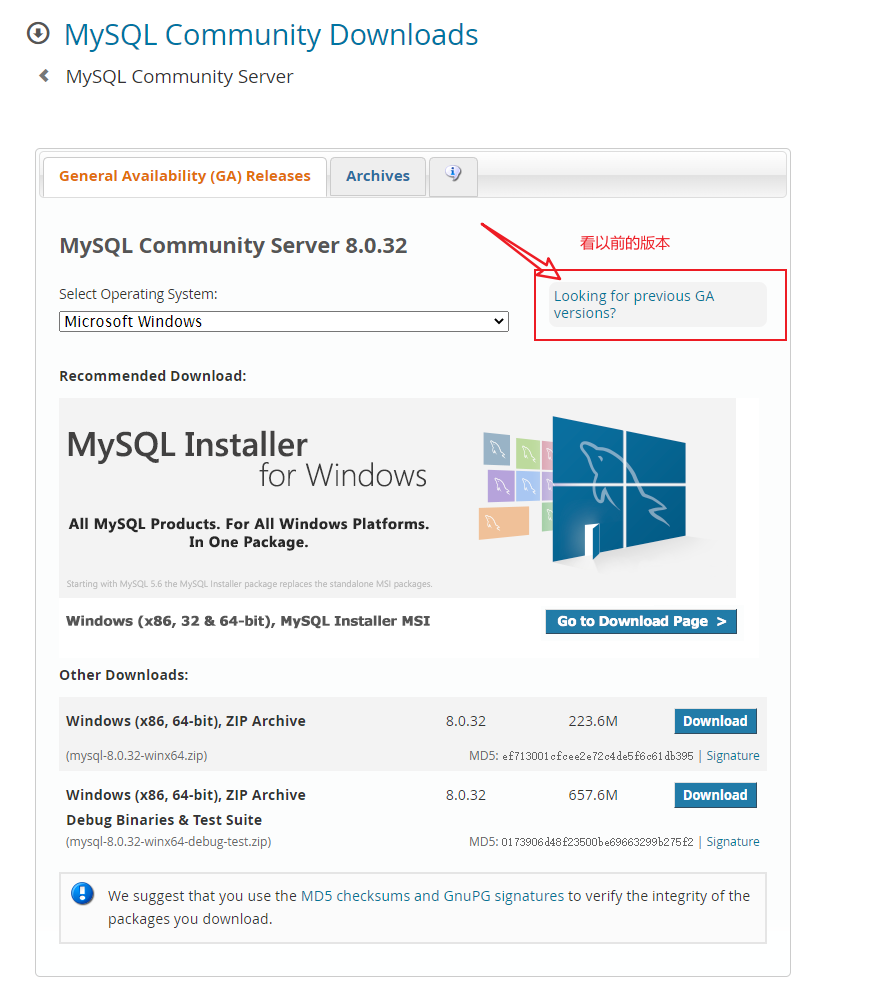 MySQL Community Downloads
MySQL Community Server
General Availability (GA) Releases
Archives
MySQL Community Server 8.0.32
看以前的版本
Select Operating System:
Looking for previous GA
versions?
Microsoft Windows
Recommended Download:
MySQL Installer
for Windows
All MySQL Products. For All Windows Platforms.
In One Package.
Starting with MySQL 5.6 the MySQL Installer package replaces the standalone MSI packages.
Windows (x86, 32 & 64-bit), MySQL Installer MSI
Go to Download Page >
Other Downloads:
Windows (x86, 64-bit), ZIP Archive 8.0.32 223.6M Download
(mysql-8.0.32-winx64.zip) MD5: ef713001cfcee2e72c4de5f6c61db395 | Signature
Windows (x86, 64-bit), ZIP Archive 8.0.32 657.6M Download
Debug Binaries & Test Suite
(mysql-8.0.32-winx64-debug-test.zip) MD5: 0173906d48f23500be69663299b275f2 | Signature
We suggest that you use the MD5 checksums and GnuPG signatures to verify the integrity of the
packages you download.